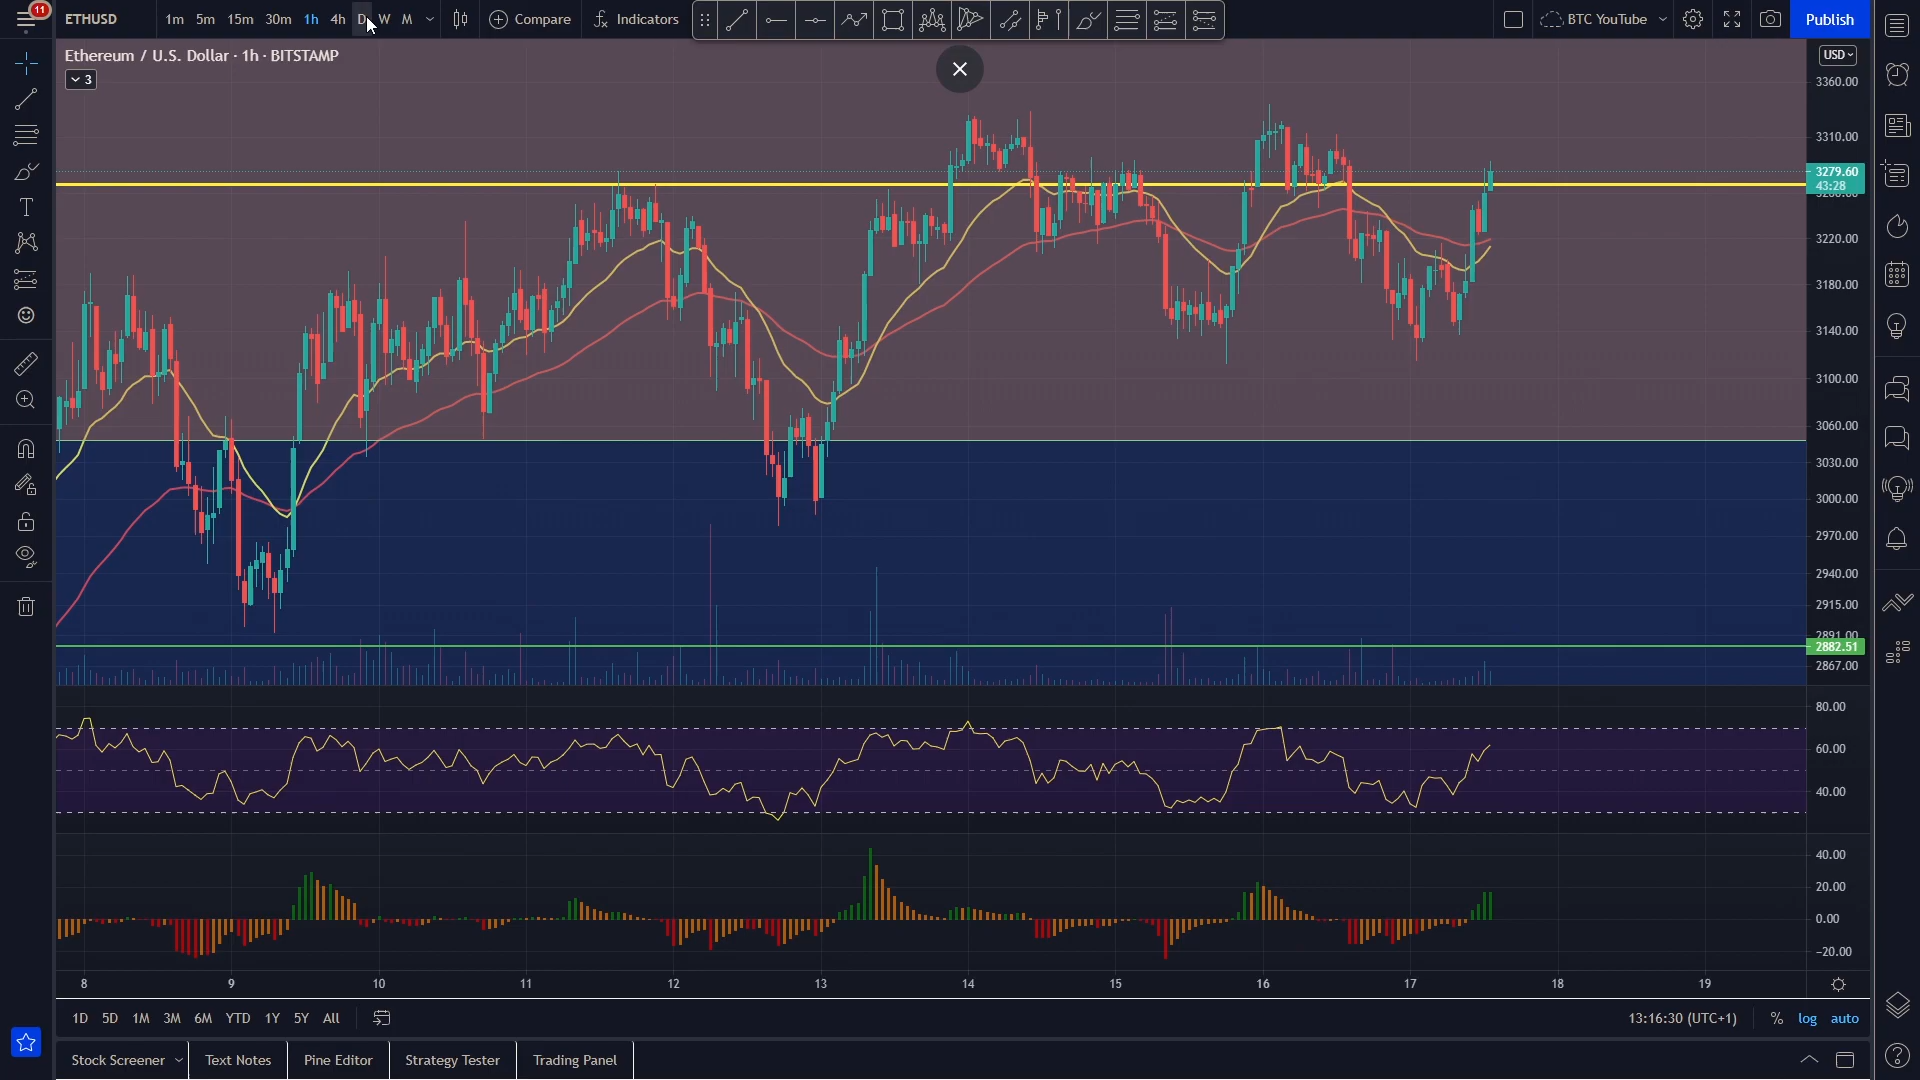 11
ETHUSD
1m 5m 15m 30m 1h 4h D W M
Compare
Indicators
BTC YouTube
Publish
Ethereum / U.S. Dollar · 1h · BITSTAMP
3
USD
3360.00
3310.00
3279.60
43:28
3220.00
3180.00
3140.00
3100.00
3060.00
3030.00
3000.00
2970.00
2940.00
2915.00
2891.00
2882.51
2867.00
80.00
60.00
40.00
40.00
20.00
0.00
−20.00
8 9 10 11 12 13 14 15 16 17 18 19
1D 5D 1M 3M 6M YTD 1Y 5Y All
13:16:30 (UTC+1)
% log auto
Stock Screener
Text Notes
Pine Editor
Strategy Tester
Trading Panel